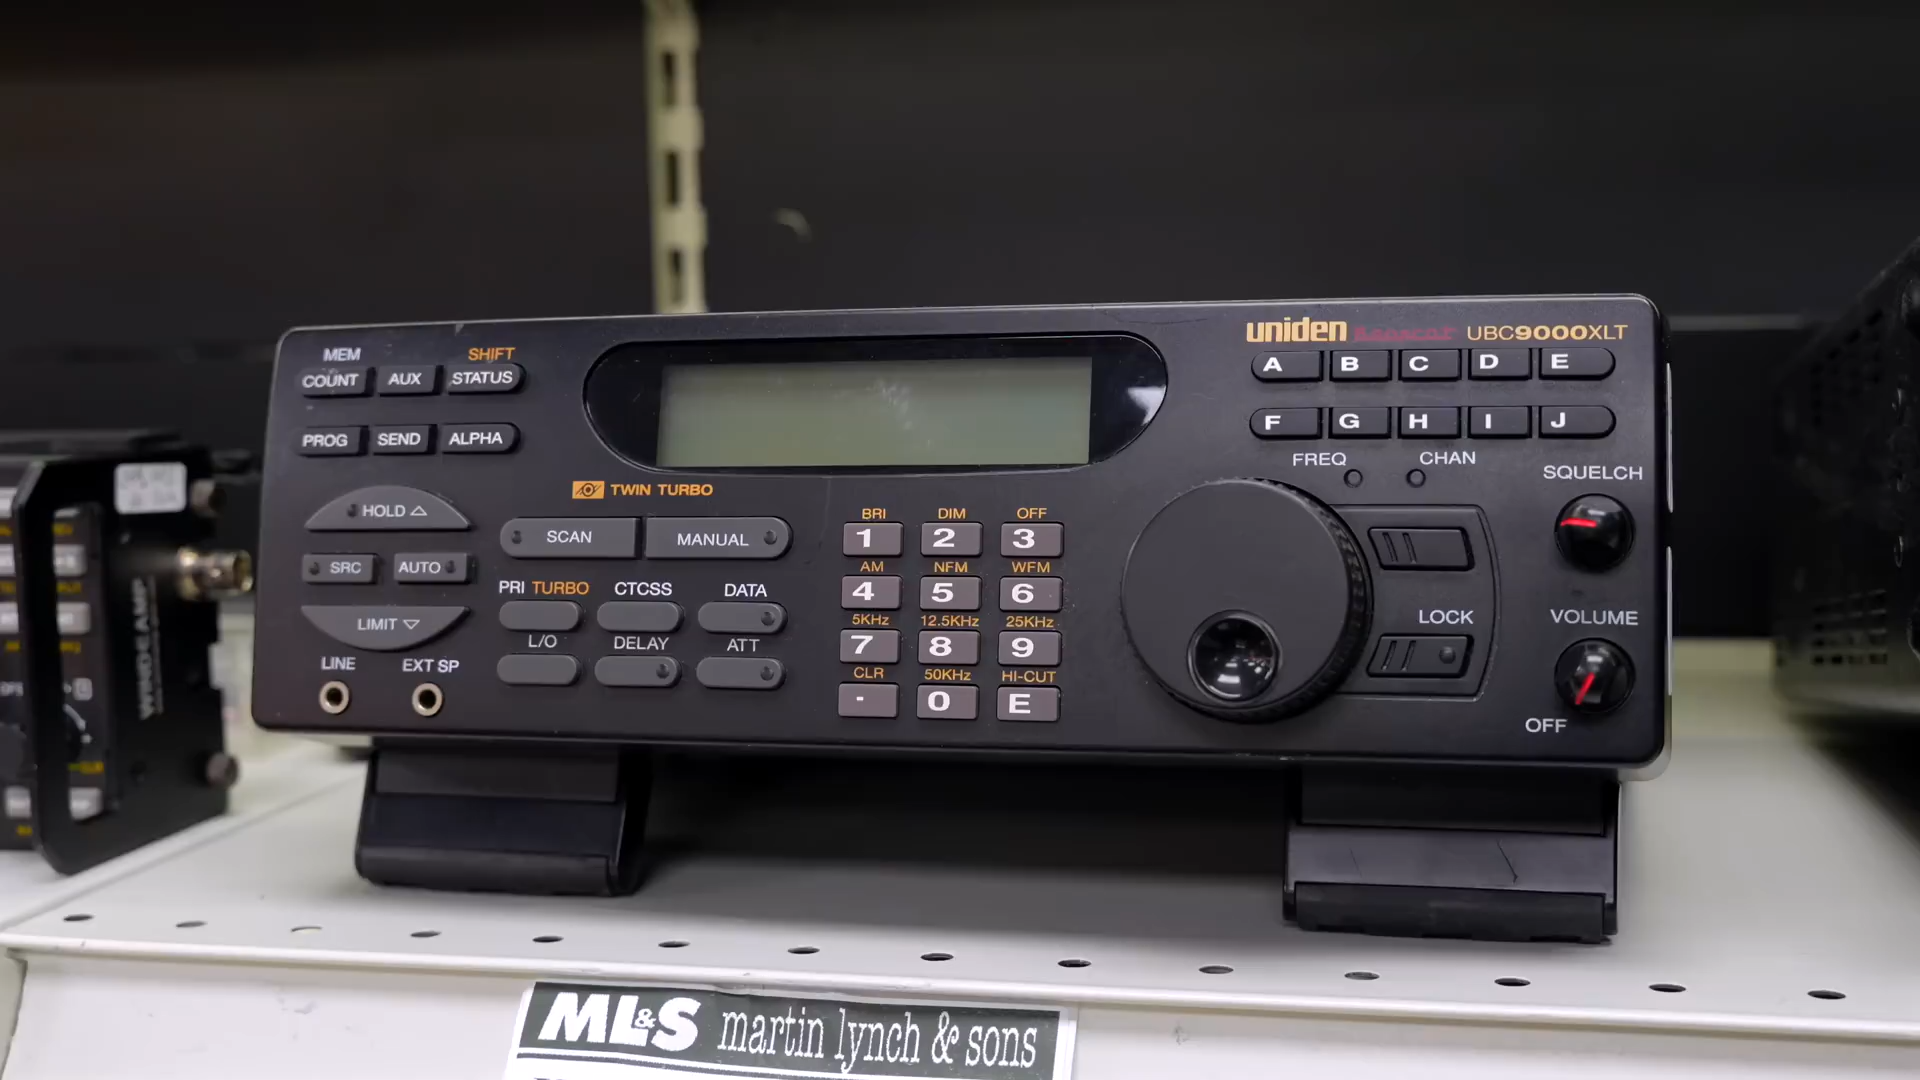 uniden Bearcat UBC9000XLT
MEM SHIFT
COUNT AUX STATUS
PROG SEND ALPHA
HOLD
SRC AUTO
LIMIT
LINE EXT SP
TWIN TURBO
SCAN MANUAL
PRI TURBO CTCSS DATA
L/O DELAY ATT
BRI DIM OFF
1 2 3
AM NFM WFM
4 5 6
5KHz 12.5KHz 25KHz
7 8 9
CLR 50KHz HI-CUT
. 0 E
A B C D E
F G H I J
FREQ CHAN
SQUELCH
LOCK
VOLUME
OFF
WINDEAMP
ML&S martin lynch & sons